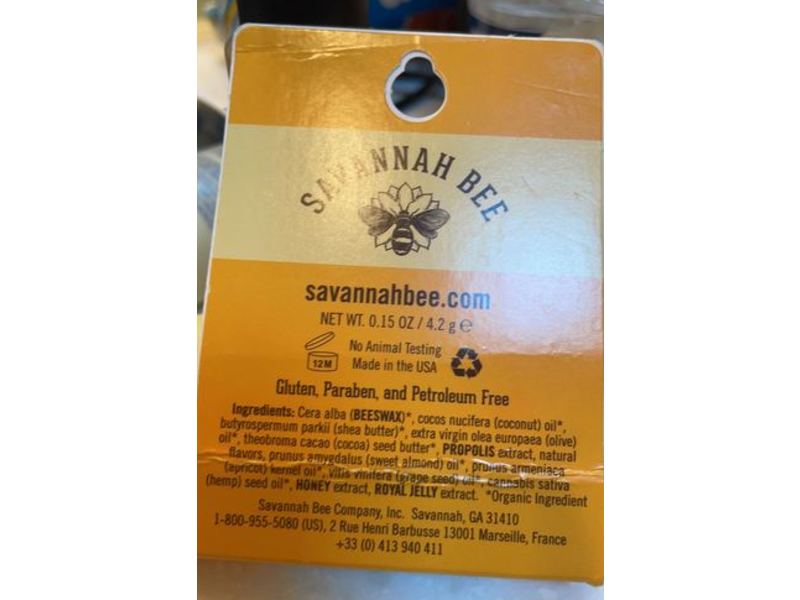 SAVANNAH BEE
savannahbee.com
NET WT. 0.15 OZ / 4.2 g ℮
12M
No Animal Testing
Made in the USA
Gluten, Paraben, and Petroleum Free
Ingredients: Cera alba (BEESWAX)*, cocos nucifera (coconut) oil*,
butyrospermum parkii (shea butter)*, extra virgin olea europaea (olive)
oil*, theobroma cacao (cocoa) seed butter*, PROPOLIS extract, natural
flavors, prunus amygdalus (sweet almond) oil*, prunus armeniaca
(apricot) kernel oil*, vitis vinifera (grape seed) oil*, cannabis sativa
(hemp) seed oil*, HONEY extract, ROYAL JELLY extract. *Organic Ingredient
Savannah Bee Company, Inc. Savannah, GA 31410
1-800-955-5080 (US), 2 Rue Henri Barbusse 13001 Marseille, France
+33 (0) 413 940 411